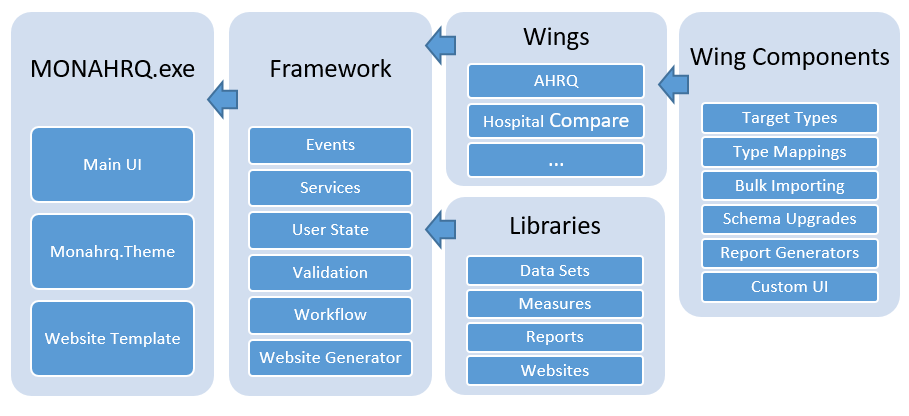 MONAHRQ.exe
Main UI
Monahrq.Theme
Website Template
Framework
Events
Services
User State
Validation
Workflow
Website Generator
Wings
AHRQ
Hospital Compare
...
Libraries
Data Sets
Measures
Reports
Websites
Wing Components
Target Types
Type Mappings
Bulk Importing
Schema Upgrades
Report Generators
Custom UI